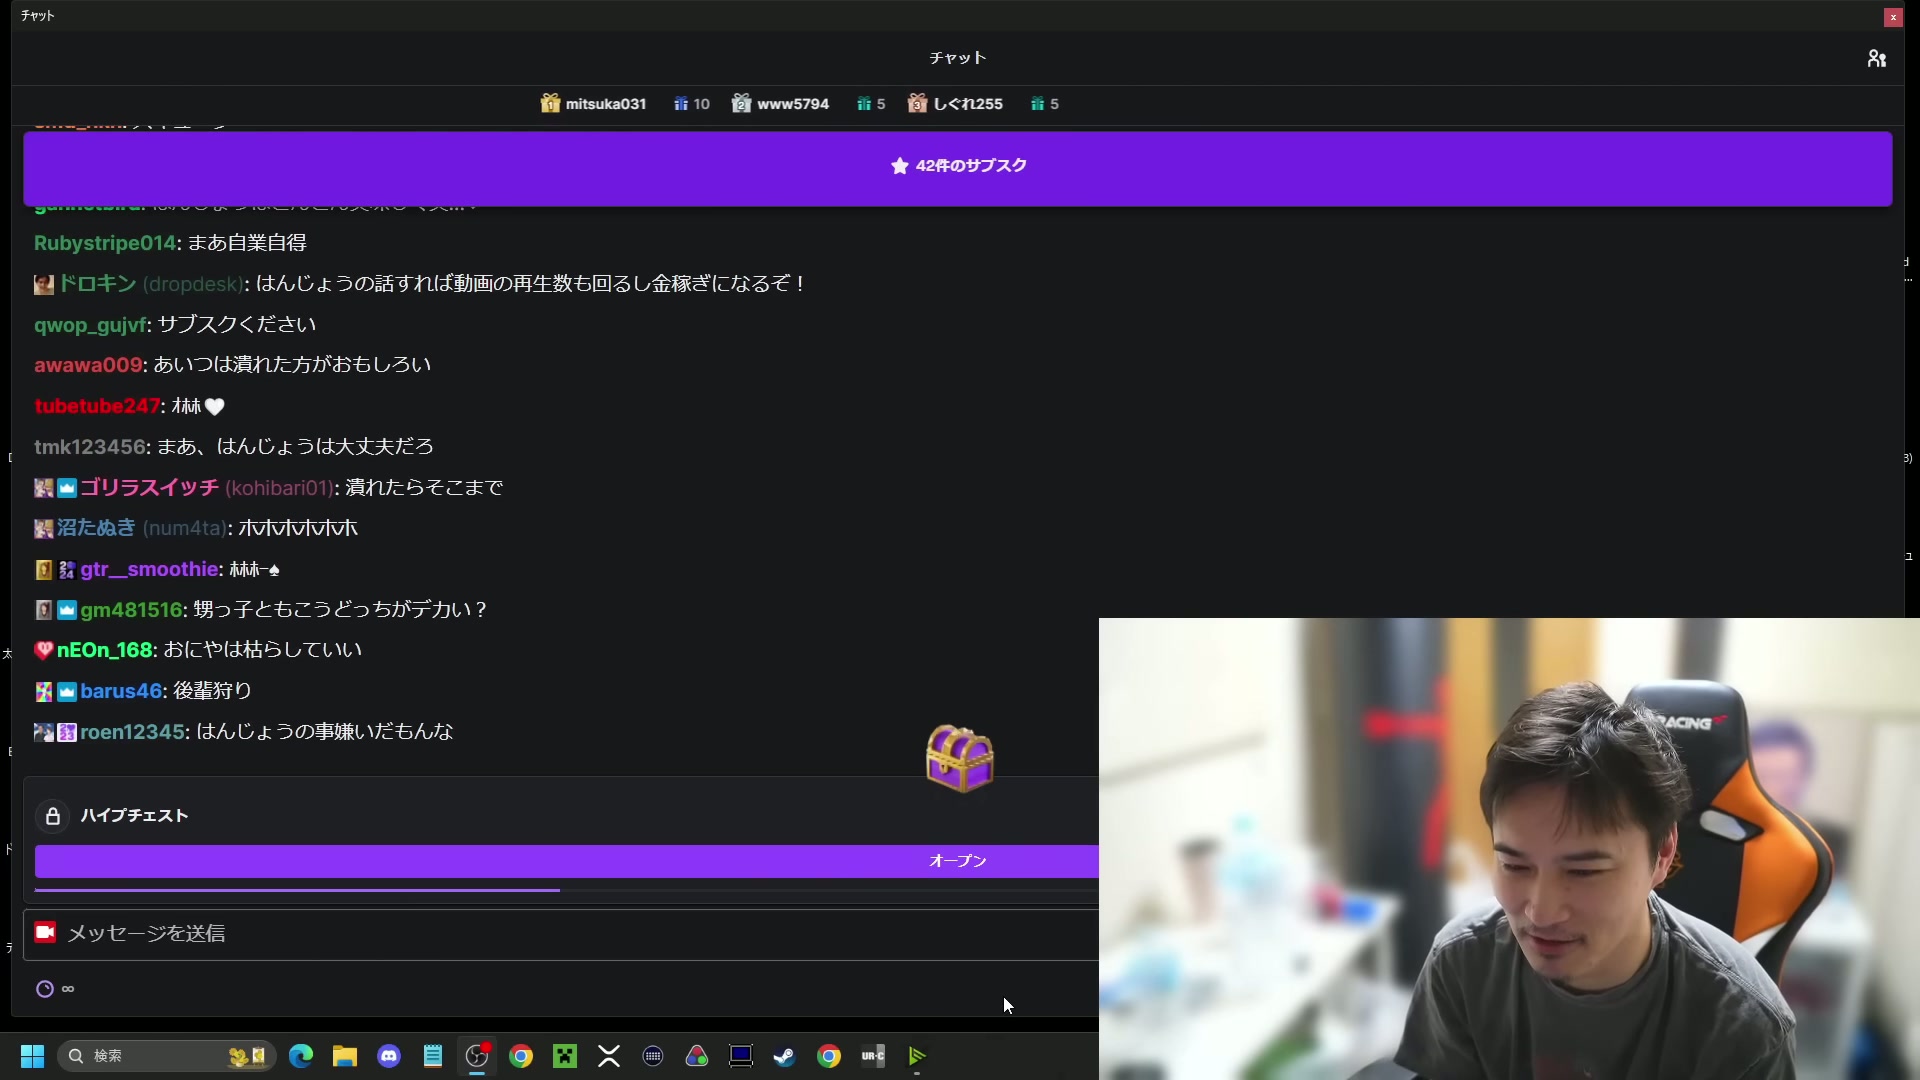 チャット
チャット
mitsuka031 10 www5794 5 しぐれ255 5
42件のサブスク
Rubystripe014: まあ自業自得
ドロキン (dropdesk): はんじょうの話すれば動画の再生数も回るし金稼ぎになるぞ！
qwop_gujvf: サブスクください
awawa009: あいつは潰れた方がおもしろい
tubetube247: ｵﾎﾎ🤍
tmk123456: まあ、はんじょうは大丈夫だろ
ゴリラスイッチ (kohibari01): 潰れたらそこまで
沼たぬき (num4ta): ホホホホホホ
gtr__smoothie: ﾎﾎﾎﾎｰ♠
gm481516: 甥っ子ともこうどっちがデカい？
nEOn_168: おにやは枯らしていい
barus46: 後輩狩り
roen12345: はんじょうの事嫌いだもんな
ハイプチェスト
オープン
メッセージを送信
∞
RACING
検索
UR-C